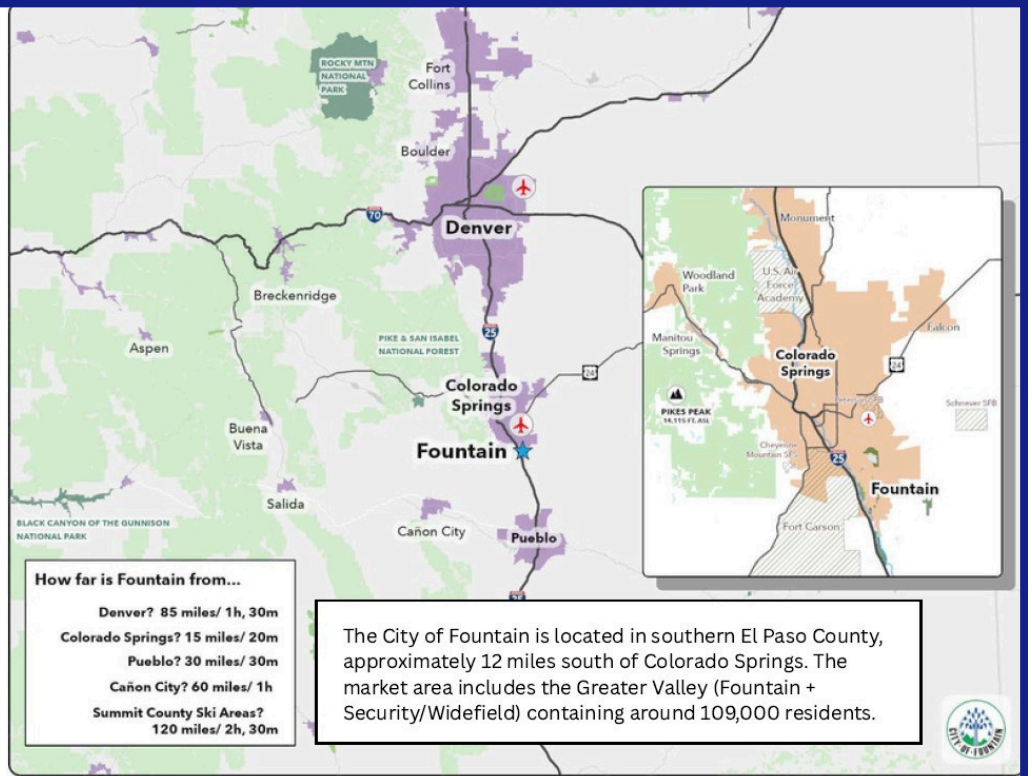 ROCKY MTN
NATIONAL
PARK
Fort
Collins
Boulder
70
Denver
Breckenridge
25
PIKE & SAN ISABEL
NATIONAL FOREST
Aspen
24
Colorado
Springs
Buena
Vista
Fountain
Salida
BLACK CANYON OF THE GUNNISON
NATIONAL PARK
Cañon City
Pueblo
Monument
U.S. Air
Force
Academy
Woodland
Park
Manitou
Springs
Falcon
Colorado
Springs
24
PIKES PEAK
14,115 FT. ASL
Peterson SFB
Schriever SFB
Cheyenne
Mountain SFS
25
Fountain
Fort Carson
How far is Fountain from...
Denver? 85 miles/ 1h, 30m
Colorado Springs? 15 miles/ 20m
Pueblo? 30 miles/ 30m
Cañon City? 60 miles/ 1h
Summit County Ski Areas?
120 miles/ 2h, 30m
The City of Fountain is located in southern El Paso County,
approximately 12 miles south of Colorado Springs. The
market area includes the Greater Valley (Fountain +
Security/Widefield) containing around 109,000 residents.
CITY OF FOUNTAIN